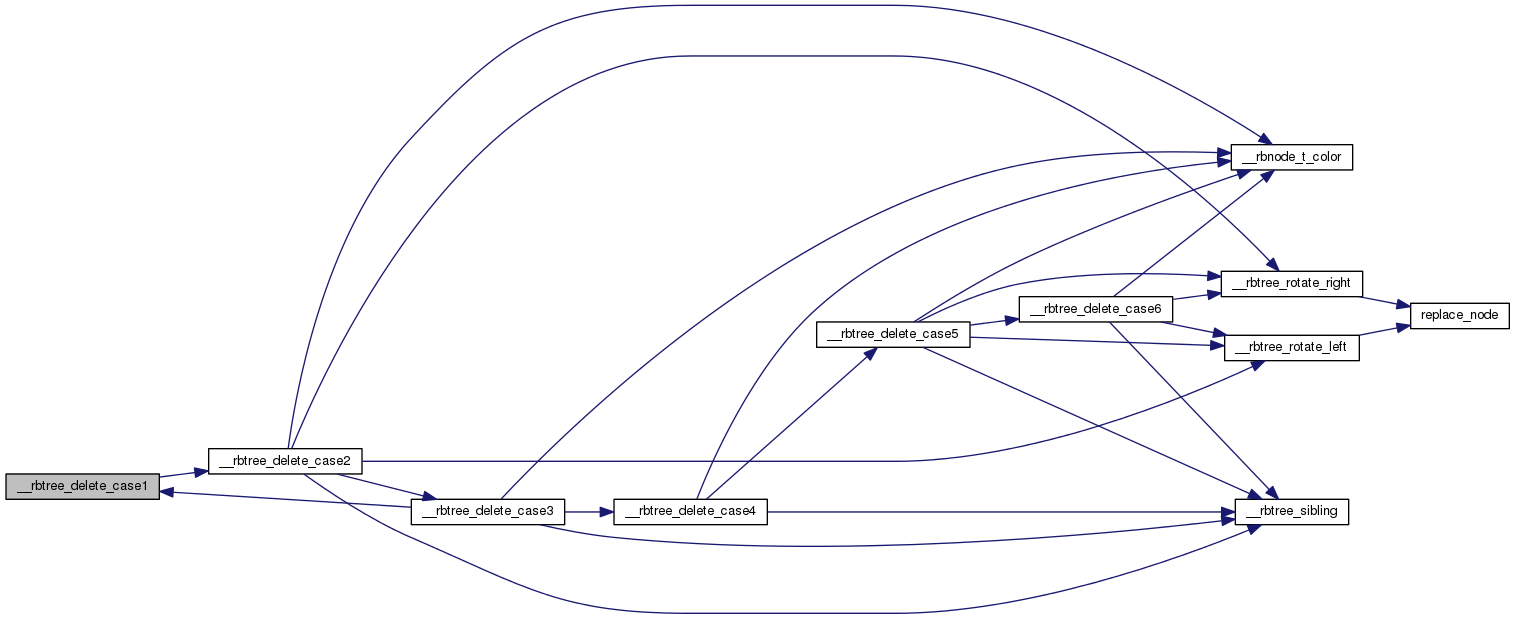 __rbnode_t_color
__rbtree_rotate_right
__rbtree_delete_case6
replace_node
__rbtree_delete_case5
__rbtree_rotate_left
__rbtree_delete_case2
__rbtree_delete_case1
__rbtree_delete_case3
__rbtree_delete_case4
__rbtree_sibling